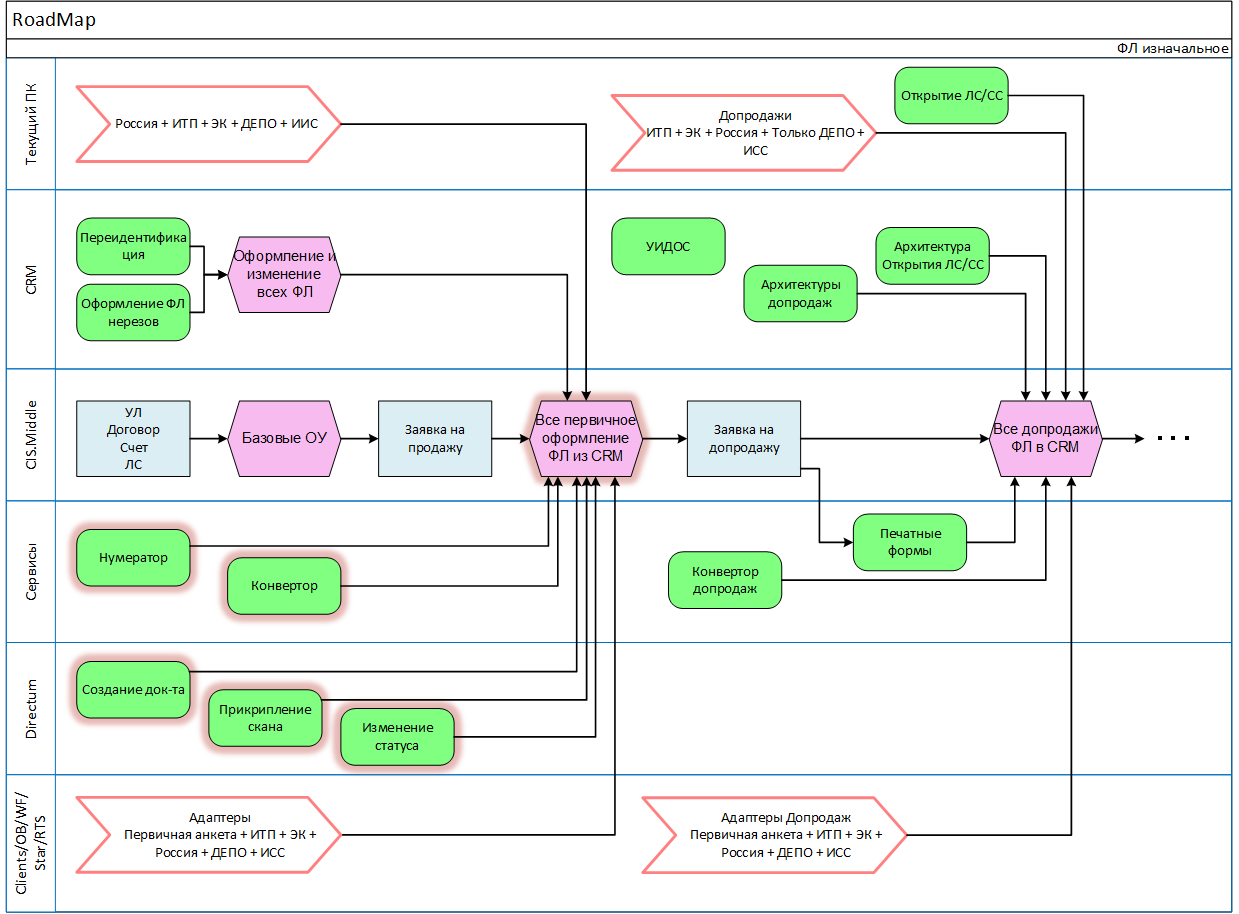 RoadMap
ФЛ изначальное
Текущий ПК
Россия + ИТП + ЭК + ДЕПО + ИИС
Допродажи
ИТП + ЭК + Россия + Только ДЕПО +
ИСС
Открытие ЛС/СС
CRM
Переидентифика
ция
Оформление ФЛ
нерезов
Оформление и
изменение
всех ФЛ
УИДОС
Архитектуры
допродаж
Архитектура
Открытия ЛС/СС
CIS.Middle
УЛ
Договор
Счет
ЛС
Базовые ОУ
Заявка на
продажу
Все первичное
оформление
ФЛ из CRM
Заявка на
допродажу
Все допродажи
ФЛ в CRM
...
Сервисы
Нумератор
Конвертор
Конвертор
допродаж
Печатные
формы
Directum
Создание док-та
Прикрипление
скана
Изменение
статуса
Clients/OB/WF/
Star/RTS
Адаптеры
Первичная анкета + ИТП + ЭК +
Россия + ДЕПО + ИСС
Адаптеры Допродаж
Первичная анкета + ИТП + ЭК +
Россия + ДЕПО + ИСС